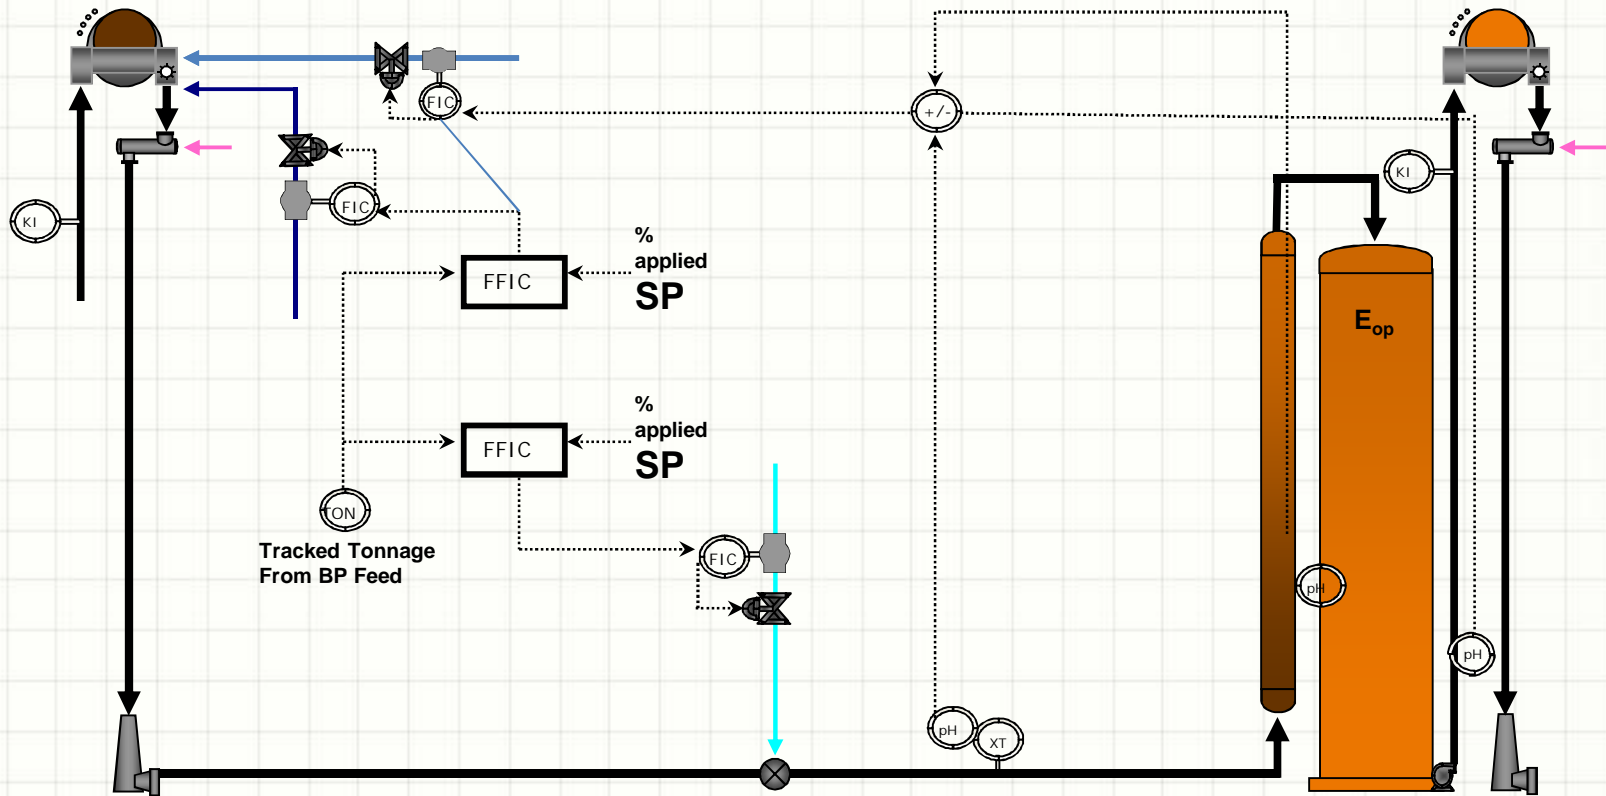 FIC
+/-
KI
KI
FIC
%
applied
SP
FFIC
E_op
%
applied
SP
FFIC
TON
Tracked Tonnage
From BP Feed
FIC
pH
pH
pH
XT